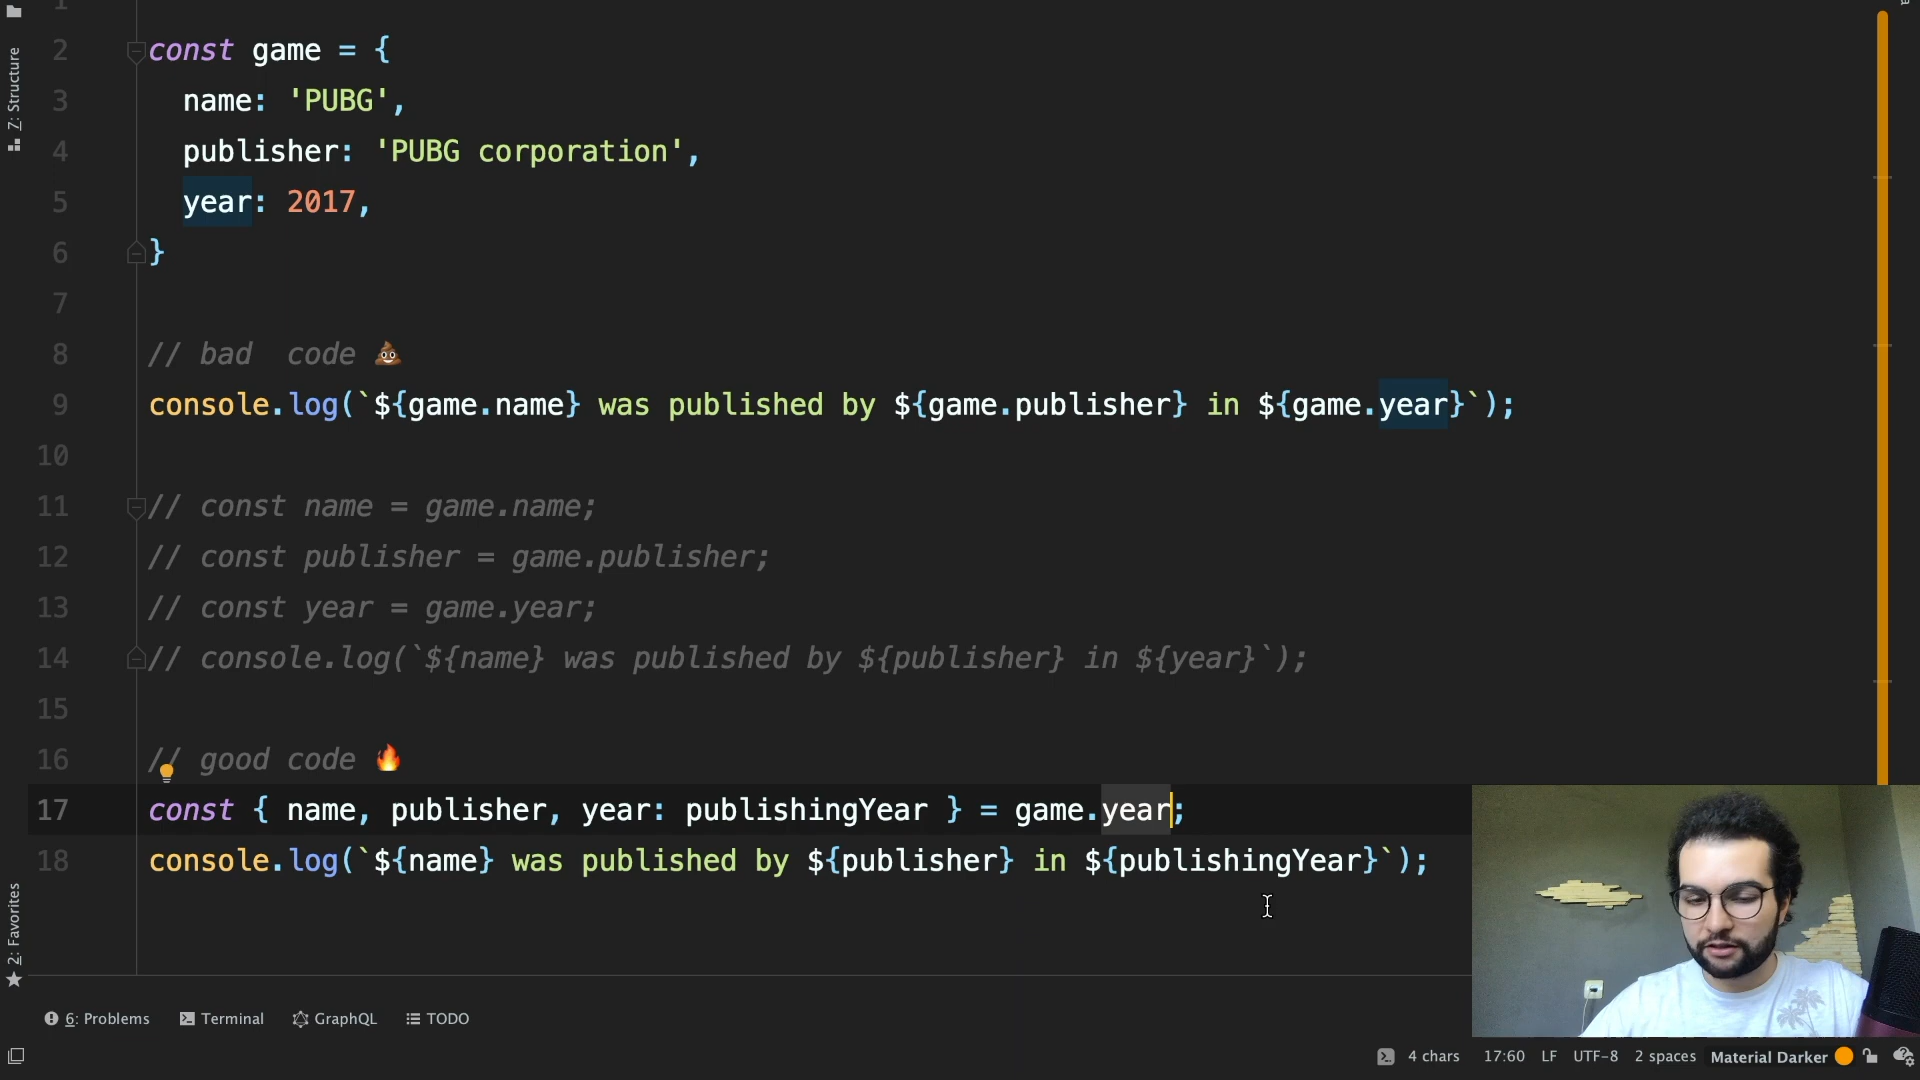 1
2 const game = {
3 name: 'PUBG',
4 publisher: 'PUBG corporation',
5 year: 2017,
6 }
7
8 // bad  code 💩
9 console.log(`${game.name} was published by ${game.publisher} in ${game.year}`);
10
11 // const name = game.name;
12 // const publisher = game.publisher;
13 // const year = game.year;
14 // console.log(`${name} was published by ${publisher} in ${year}`);
15
16 // good code 🔥
17 const { name, publisher, year: publishingYear } = game.year;
18 console.log(`${name} was published by ${publisher} in ${publishingYear}`);
Z: Structure
2: Favorites
6: Problems Terminal GraphQL TODO
4 chars 17:60 LF UTF-8 2 spaces Material Darker